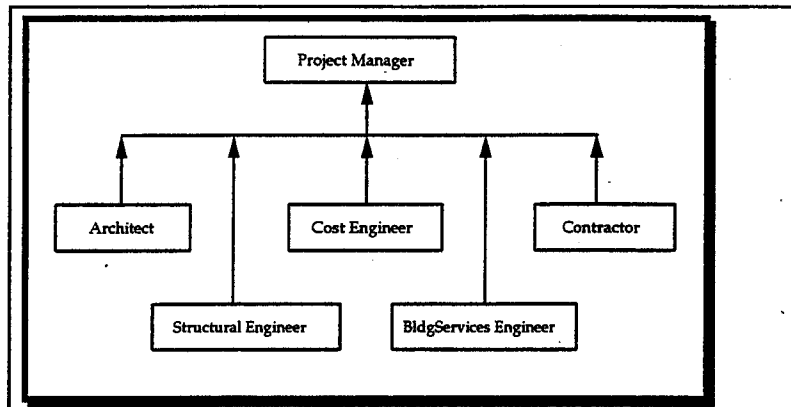 Project Manager
Architect
Cost Engineer
Contractor
Structural Engineer
BldgServices Engineer